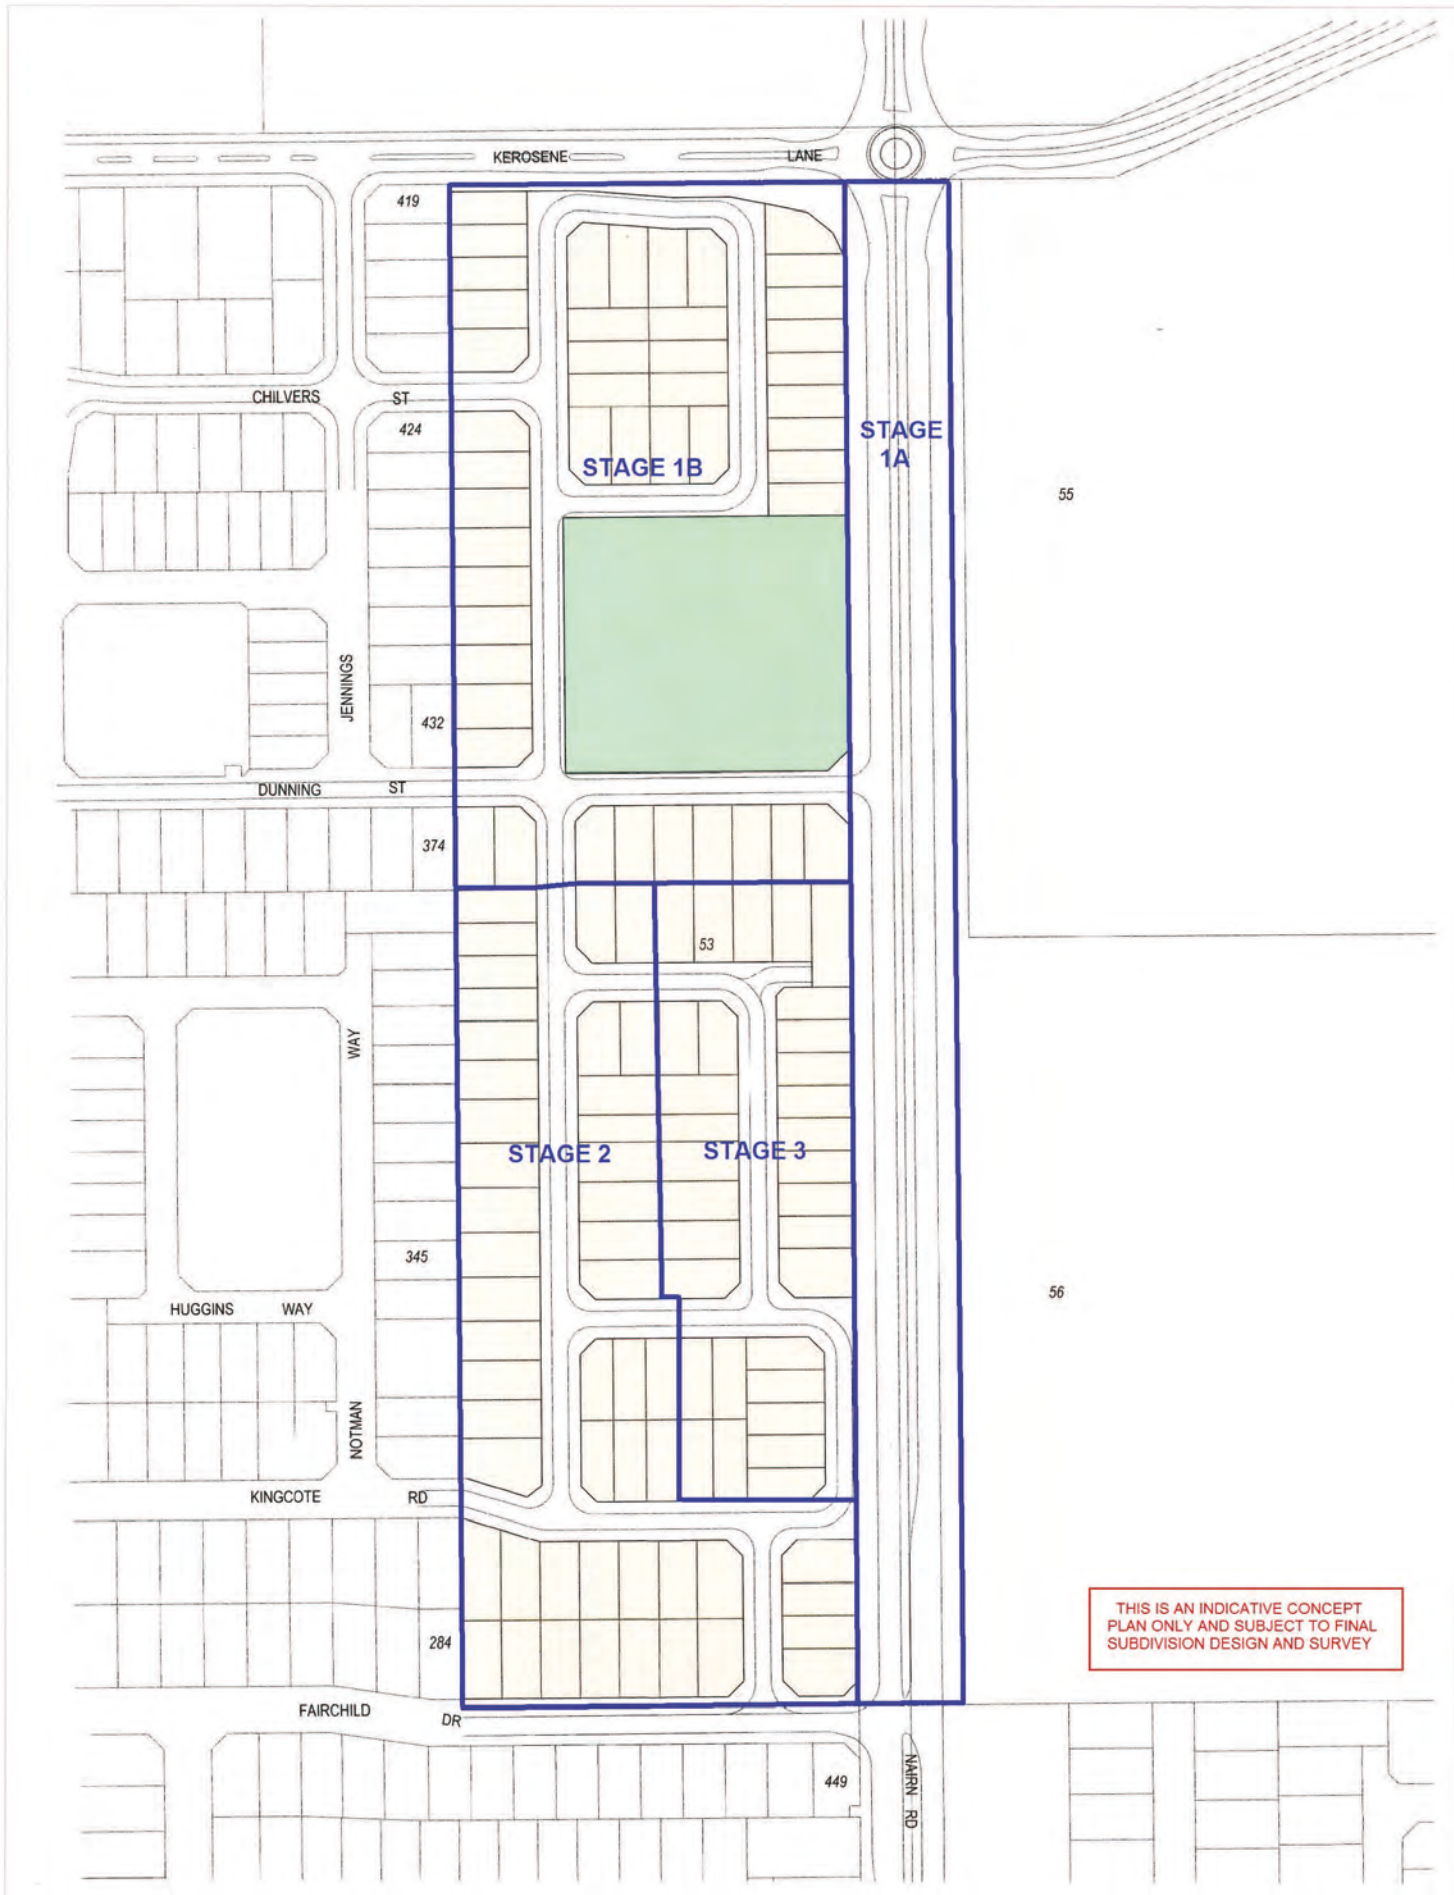 KEROSENE LANE
419
CHILVERS ST
424
STAGE
1A
STAGE 1B
55
JENNINGS
432
DUNNING ST
374
53
WAY
STAGE 2
STAGE 3
345
56
HUGGINS WAY
NOTMAN
KINGCOTE RD
THIS IS AN INDICATIVE CONCEPT
PLAN ONLY AND SUBJECT TO FINAL
SUBDIVISION DESIGN AND SURVEY
284
FAIRCHILD DR
449
NAIRN RD